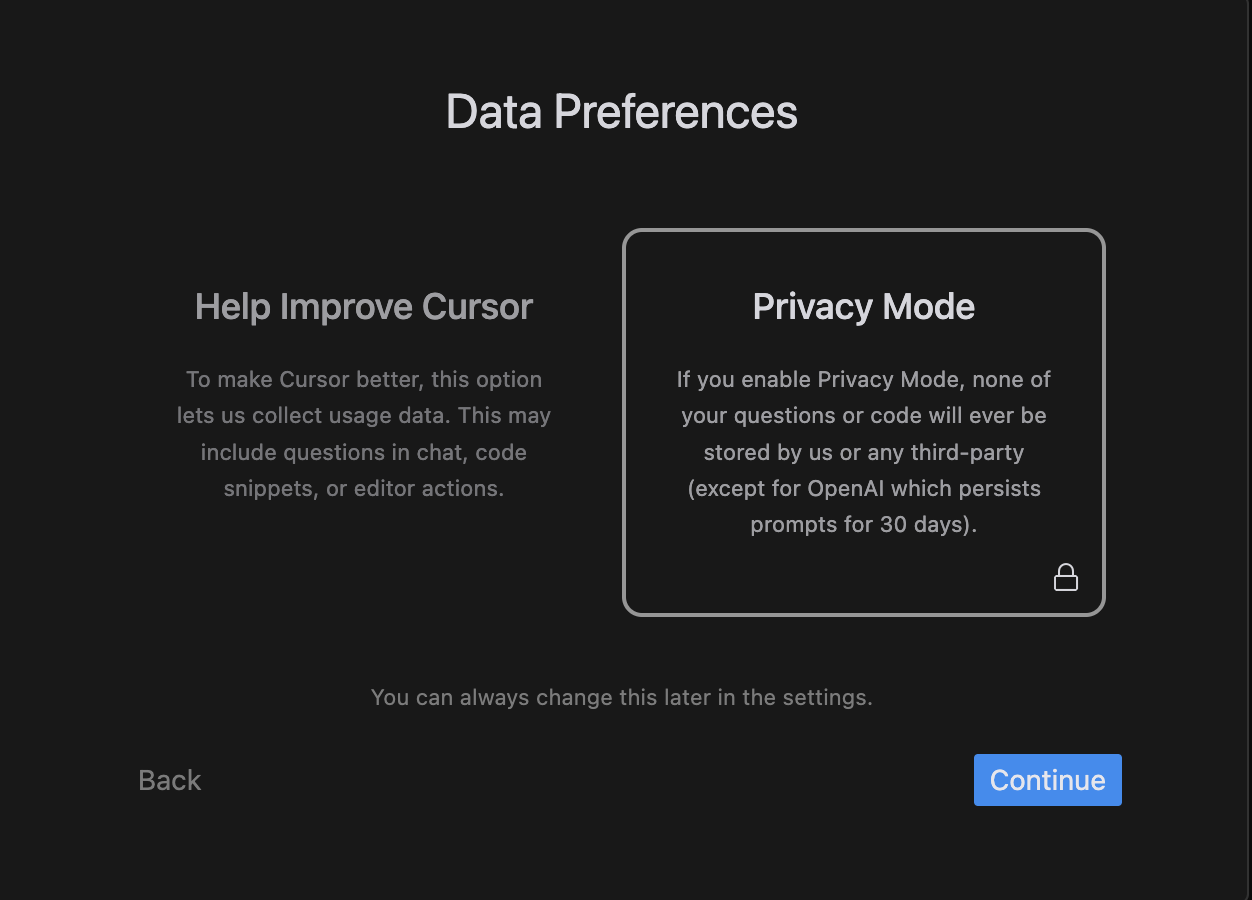 Data Preferences
Help Improve Cursor
To make Cursor better, this option
lets us collect usage data. This may
include questions in chat, code
snippets, or editor actions.
Privacy Mode
If you enable Privacy Mode, none of
your questions or code will ever be
stored by us or any third-party
(except for OpenAI which persists
prompts for 30 days).
You can always change this later in the settings.
Back
Continue